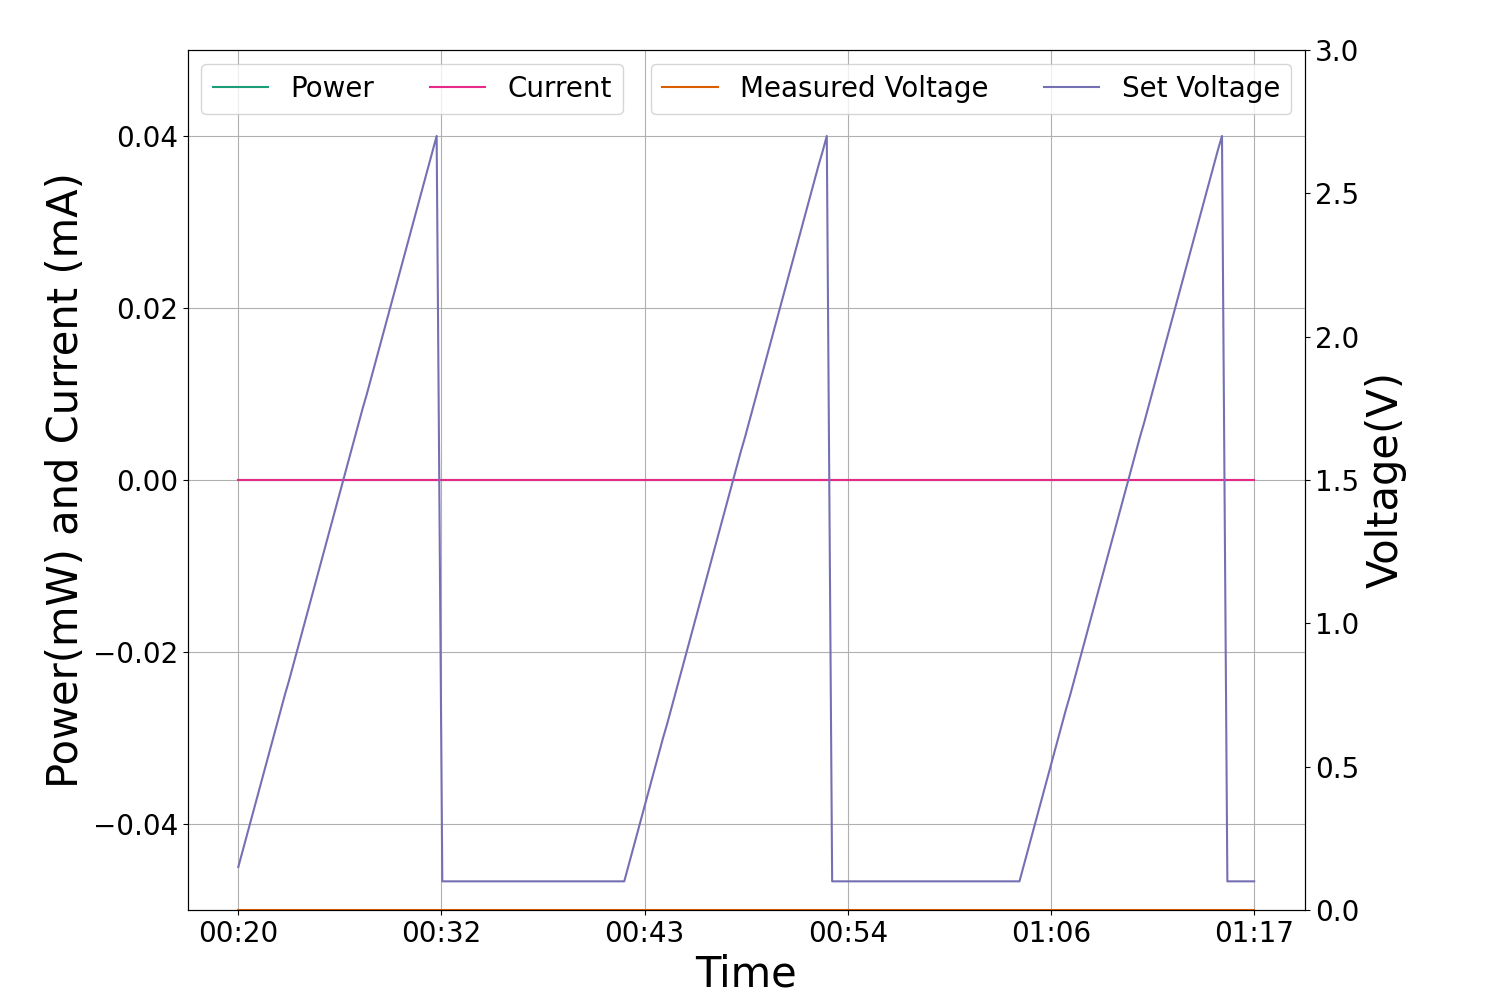 Power Current Measured Voltage Set Voltage
Power(mW) and Current (mA)
0.04
0.02
0.00
−0.02
−0.04
3.0
2.5
2.0
1.5
1.0
0.5
0.0
Voltage(V)
00:20 00:32 00:43 00:54 01:06 01:17
Time